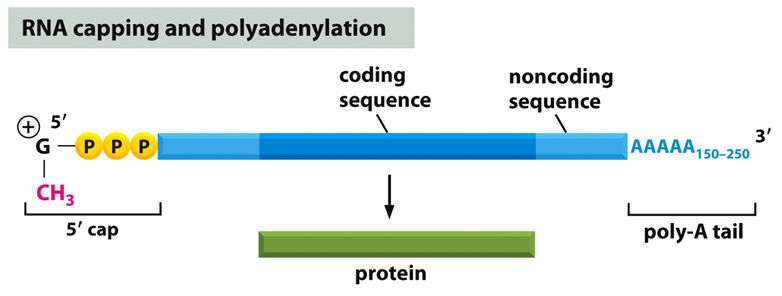 RNA capping and polyadenylation
coding
sequence
noncoding
sequence
+
5′
G
P P P
AAAAA150–250
3′
CH3
5′ cap
poly-A tail
protein